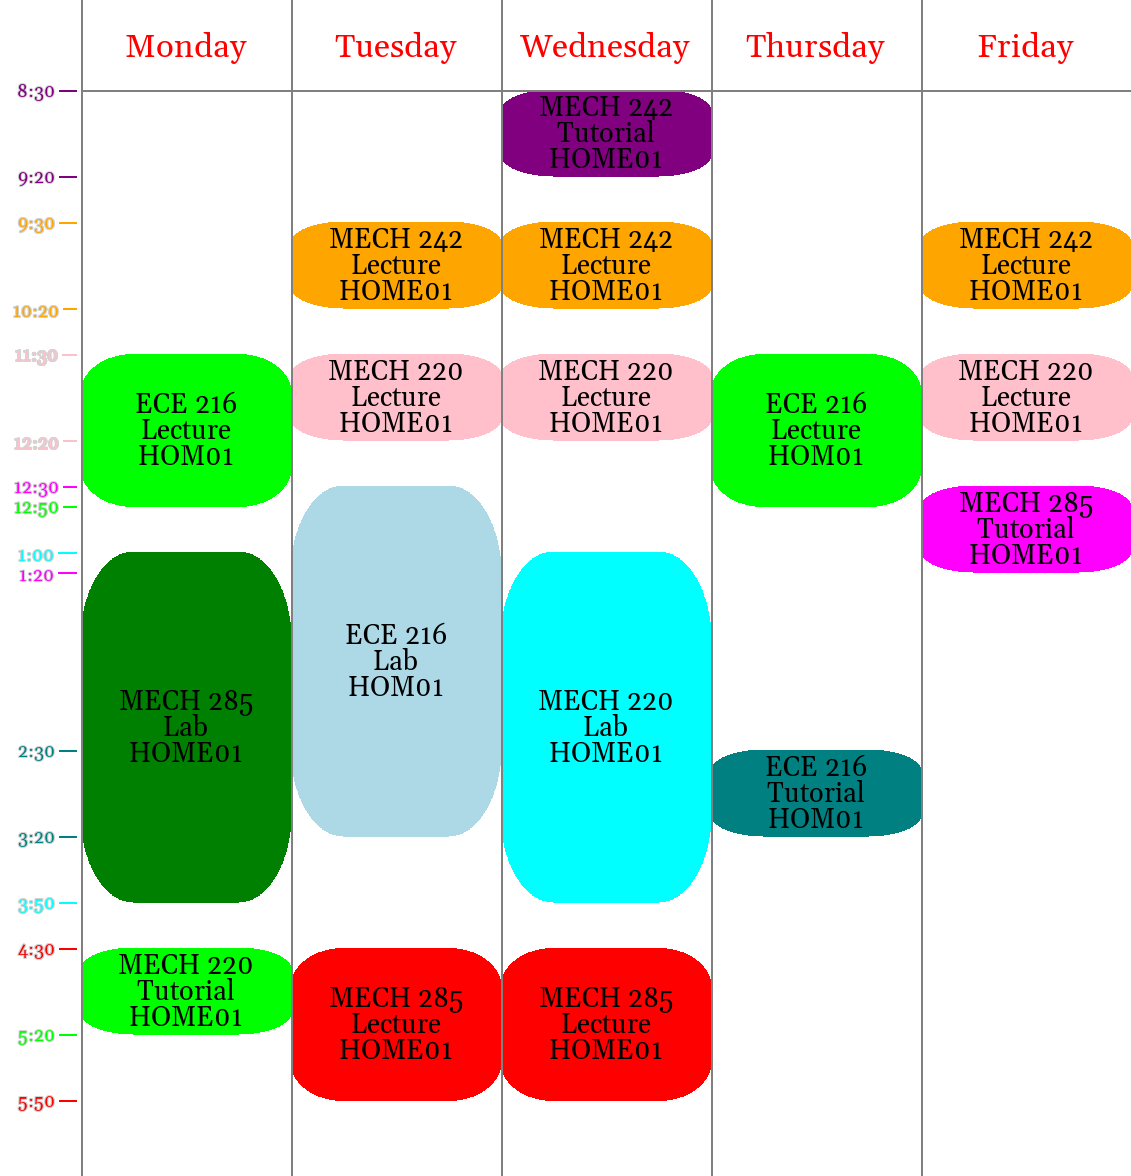 Monday
Tuesday
Wednesday
Thursday
Friday
8:30
MECH 242
Tutorial
HOME01
9:20
9:30
MECH 242
Lecture
HOME01
MECH 242
Lecture
HOME01
MECH 242
Lecture
HOME01
10:20
11:30
ECE 216
Lecture
HOM01
MECH 220
Lecture
HOME01
MECH 220
Lecture
HOME01
ECE 216
Lecture
HOM01
MECH 220
Lecture
HOME01
12:20
12:30
12:50
MECH 285
Tutorial
HOME01
1:00
1:20
MECH 285
Lab
HOME01
ECE 216
Lab
HOM01
MECH 220
Lab
HOME01
2:30
ECE 216
Tutorial
HOM01
3:20
3:50
4:30
MECH 220
Tutorial
HOME01
MECH 285
Lecture
HOME01
MECH 285
Lecture
HOME01
5:20
5:50